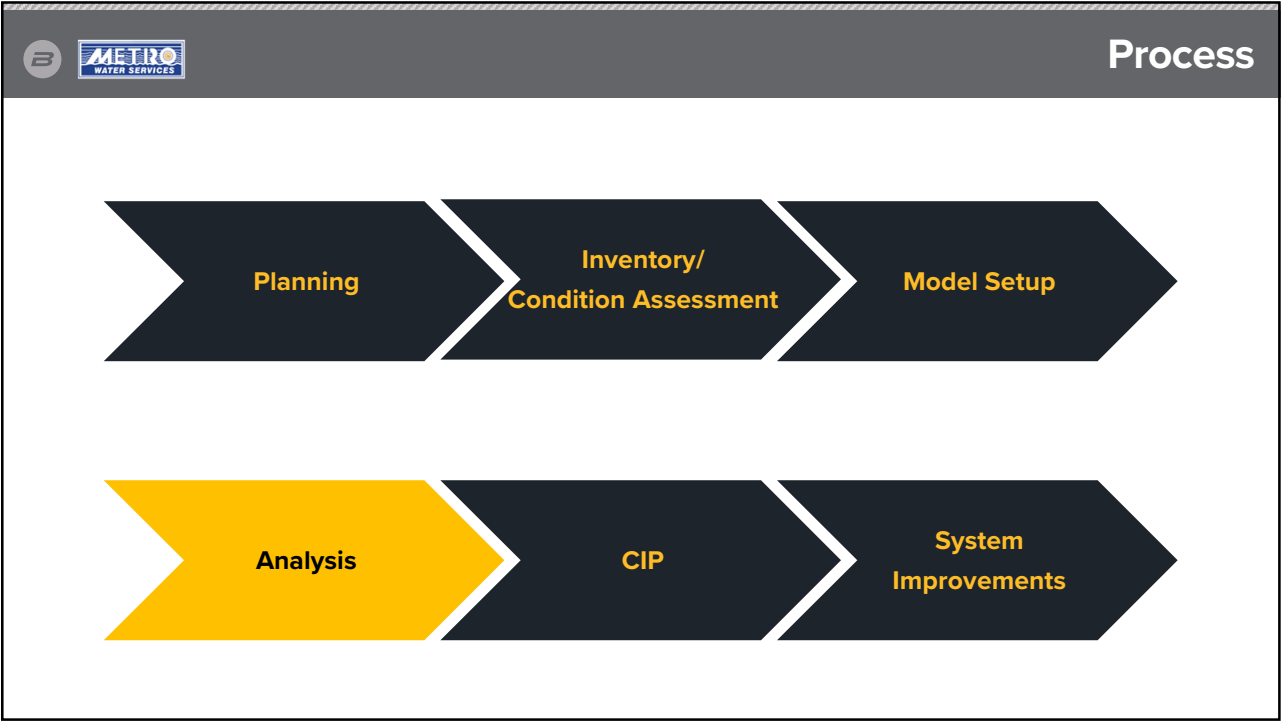 B
METRO
WATER SERVICES
Process
Planning
Inventory/
Condition Assessment
Model Setup
Analysis
CIP
System
Improvements